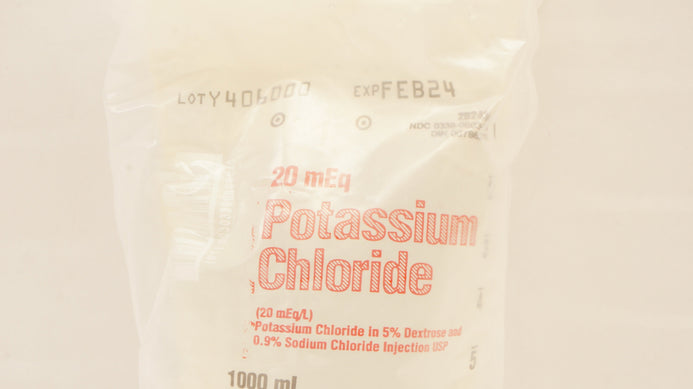 LOT Y406000 EXP FEB24
20 mEq
Potassium
Chloride
(20 mEq/L)
Potassium Chloride in 5% Dextrose and
0.9% Sodium Chloride Injection USP
5
1000 mL